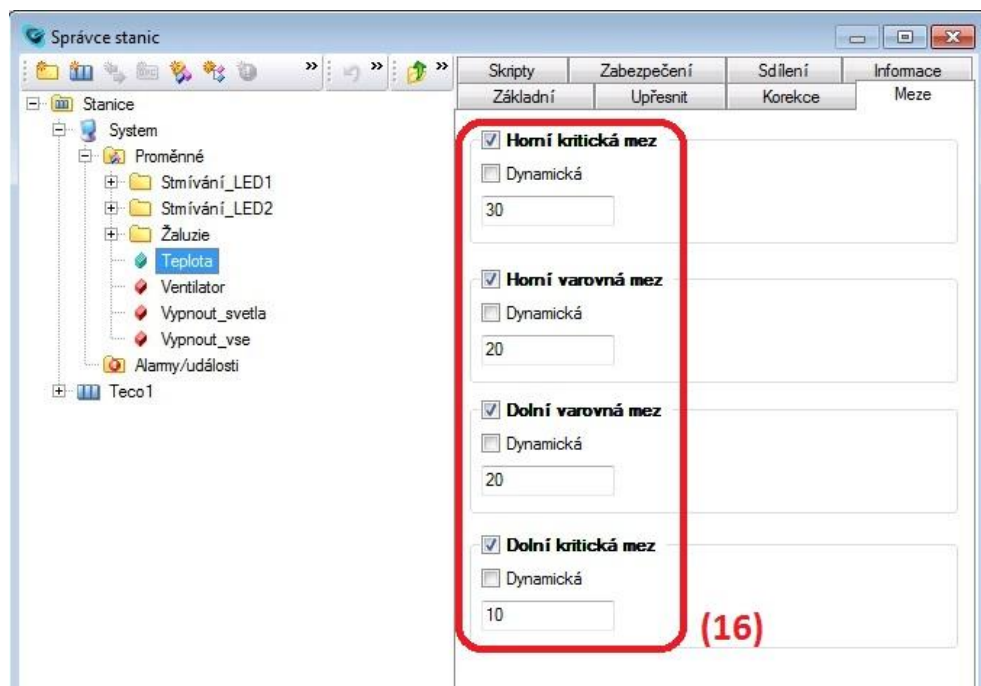 Správce stanic
Skripty Zabezpečení Sdílení Informace
Základní Upřesnit Korekce Meze
Stanice
System
Proměnné
Stmívání_LED1
Stmívání_LED2
Žaluzie
Teplota
Ventilator
Vypnout_svetla
Vypnout_vse
Alarmy/události
Teco1
Horní kritická mez
Dynamická
30
Horní varovná mez
Dynamická
20
Dolní varovná mez
Dynamická
20
Dolní kritická mez
Dynamická
10
(16)